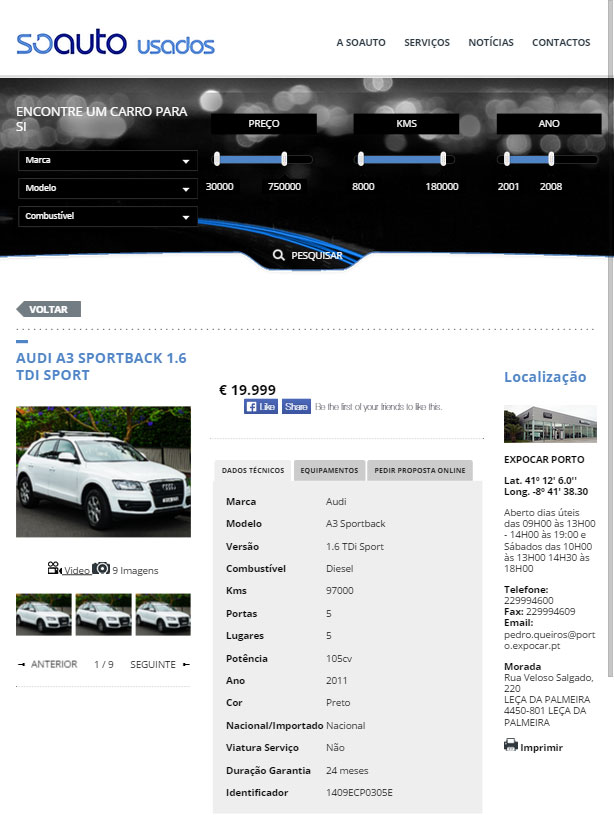 soauto usados
A SOAUTO SERVIÇOS NOTÍCIAS CONTACTOS
ENCONTRE UM CARRO PARA
SI
Marca
Modelo
Combustível
PREÇO
30000 750000
KMS
8000 180000
ANO
2001 2008
PESQUISAR
VOLTAR
AUDI A3 SPORTBACK 1.6
TDI SPORT
Video 9 Imagens
ANTERIOR 1 / 9 SEGUINTE
€ 19.999
Like Share Be the first of your friends to like this.
DADOS TÉCNICOS EQUIPAMENTOS PEDIR PROPOSTA ONLINE
Marca Audi
Modelo A3 Sportback
Versão 1.6 TDi Sport
Combustível Diesel
Kms 97000
Portas 5
Lugares 5
Potência 105cv
Ano 2011
Cor Preto
Nacional/Importado Nacional
Viatura Serviço Não
Duração Garantia 24 meses
Identificador 1409ECP0305E
Localização
EXPOCAR PORTO
Lat. 41º 12' 6.0''
Long. -8º 41' 38.30
Aberto dias úteis
das 09H00 às 13H00
- 14H00 às 19:00 e
Sábados das 10H00
às 13H00 14H30 às
18H00
Telefone:
229994600
Fax: 229994609
Email:
pedro.queiros@port
o.expocar.pt
Morada
Rua Veloso Salgado,
220
LEÇA DA PALMEIRA
4450-801 LEÇA DA
PALMEIRA
Imprimir